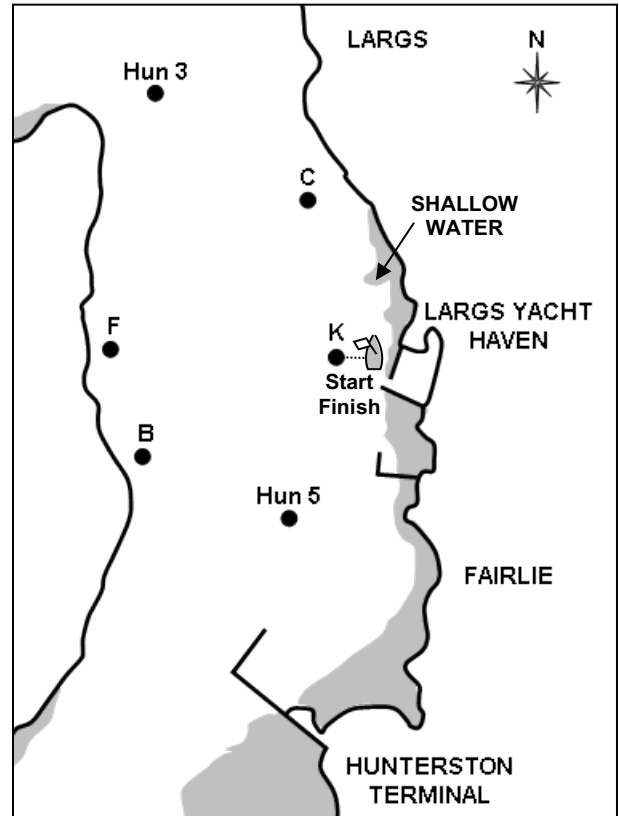 LARGS
N
Hun 3
C
SHALLOW
WATER
LARGS YACHT
HAVEN
F
K
Start
Finish
B
Hun 5
FAIRLIE
HUNTERSTON
TERMINAL